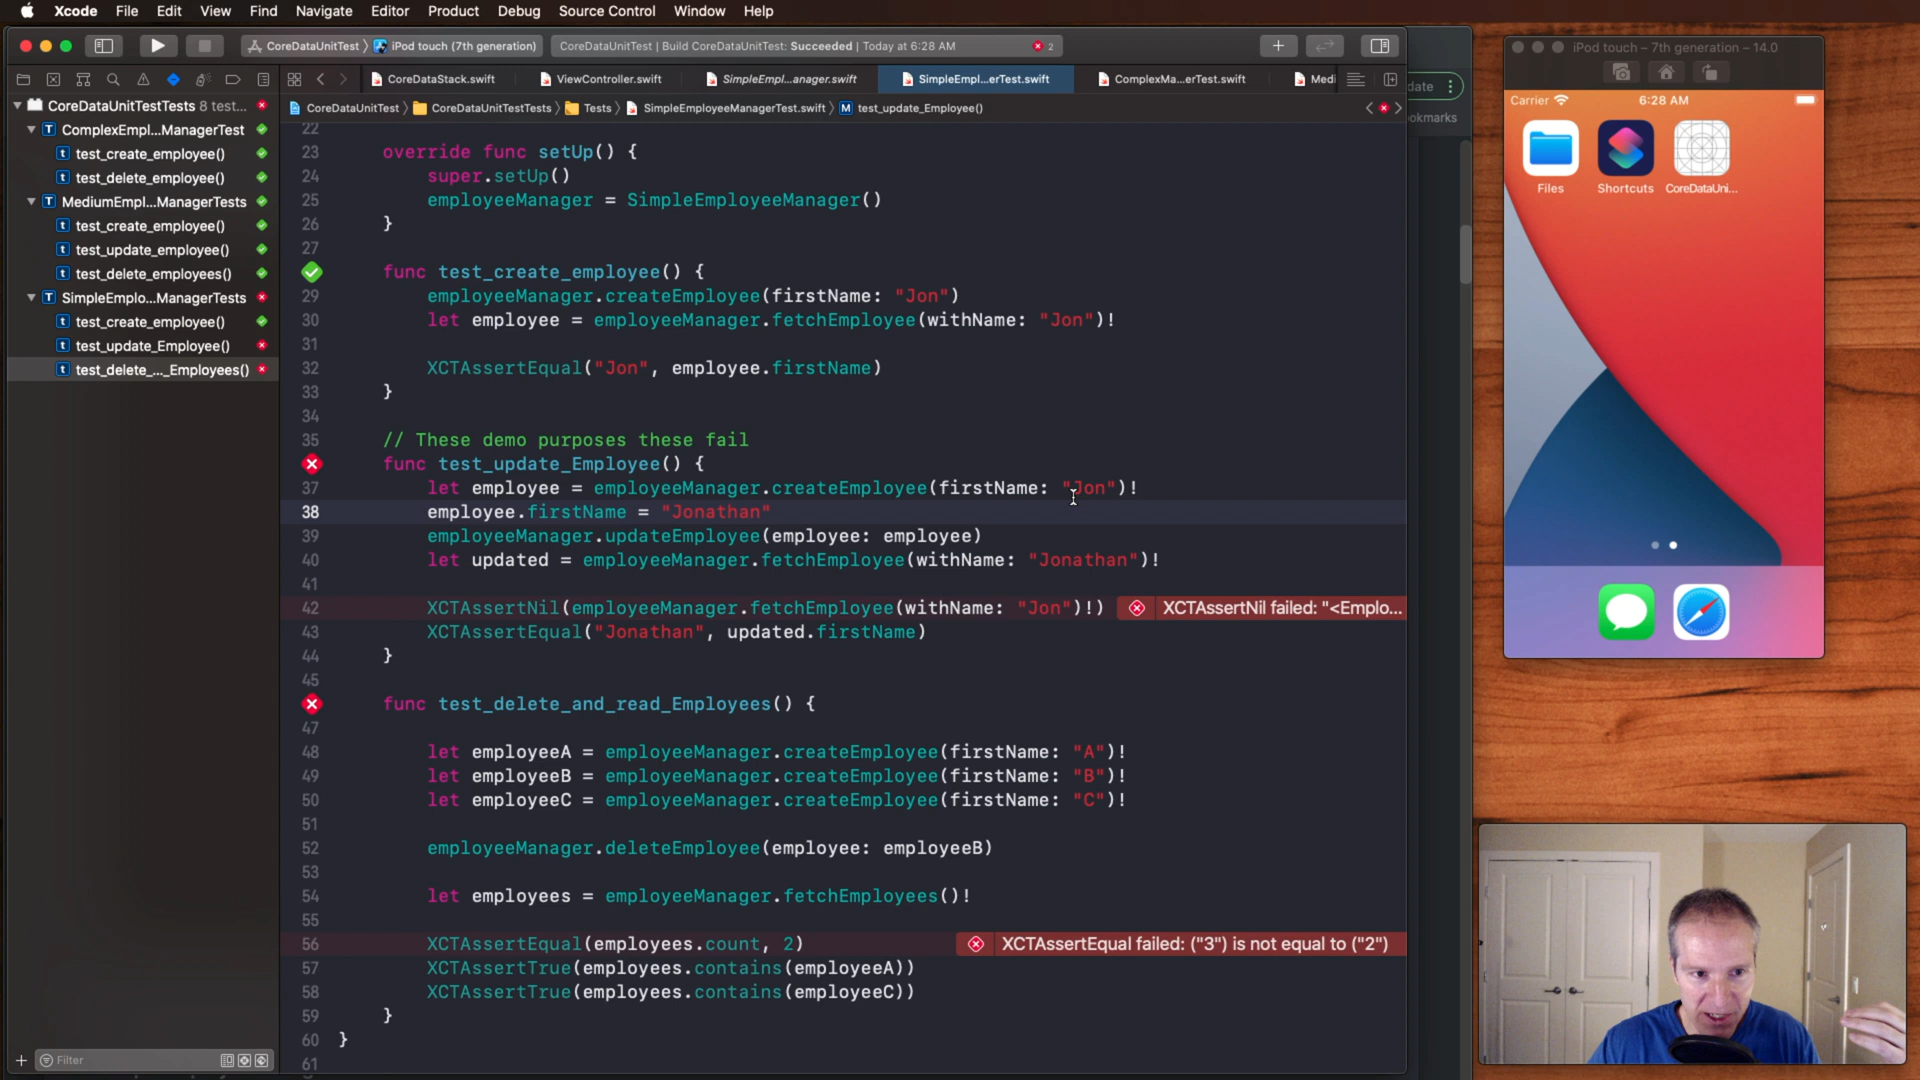 Xcode File Edit View Find Navigate Editor Product Debug Source Control Window Help
CoreDataUnitTest iPod touch (7th generation)
CoreDataUnitTest | Build CoreDataUnitTest: Succeeded | Today at 6:28 AM 2
CoreDataStack.swift ViewController.swift SimpleEmpl...anager.swift SimpleEmpl...erTest.swift ComplexMa...erTest.swift Medi
CoreDataUnitTest CoreDataUnitTestTests Tests SimpleEmployeeManagerTest.swift M test_update_Employee()
CoreDataUnitTestTests 8 test...
T ComplexEmpl...ManagerTest
t test_create_employee()
t test_delete_employee()
T MediumEmpl...ManagerTests
t test_create_employee()
t test_update_employee()
t test_delete_employees()
T SimpleEmplo...ManagerTests
t test_create_employee()
t test_update_Employee()
t test_delete_..._Employees()
Filter
22
23 override func setUp() {
24 super.setUp()
25 employeeManager = SimpleEmployeeManager()
26 }
27
func test_create_employee() {
29 employeeManager.createEmployee(firstName: "Jon")
30 let employee = employeeManager.fetchEmployee(withName: "Jon")!
31
32 XCTAssertEqual("Jon", employee.firstName)
33 }
34
35 // These demo purposes these fail
func test_update_Employee() {
37 let employee = employeeManager.createEmployee(firstName: "Jon")!
38 employee.firstName = "Jonathan"
39 employeeManager.updateEmployee(employee: employee)
40 let updated = employeeManager.fetchEmployee(withName: "Jonathan")!
41
42 XCTAssertNil(employeeManager.fetchEmployee(withName: "Jon")!) XCTAssertNil failed: "<Emplo...
43 XCTAssertEqual("Jonathan", updated.firstName)
44 }
45
func test_delete_and_read_Employees() {
47
48 let employeeA = employeeManager.createEmployee(firstName: "A")!
49 let employeeB = employeeManager.createEmployee(firstName: "B")!
50 let employeeC = employeeManager.createEmployee(firstName: "C")!
51
52 employeeManager.deleteEmployee(employee: employeeB)
53
54 let employees = employeeManager.fetchEmployees()!
55
56 XCTAssertEqual(employees.count, 2) XCTAssertEqual failed: ("3") is not equal to ("2")
57 XCTAssertTrue(employees.contains(employeeA))
58 XCTAssertTrue(employees.contains(employeeC))
59 }
60 }
61
date
okmarks
iPod touch – 7th generation – 14.0
Carrier 6:28 AM
Files Shortcuts CoreDataUni...